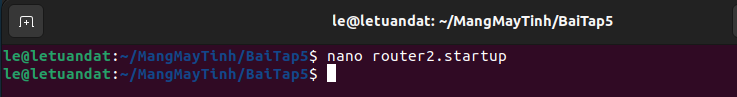 le@letuandat: ~/MangMayTinh/BaiTap5
le@letuandat:~/MangMayTinh/BaiTap5$ nano router2.startup
le@letuandat:~/MangMayTinh/BaiTap5$